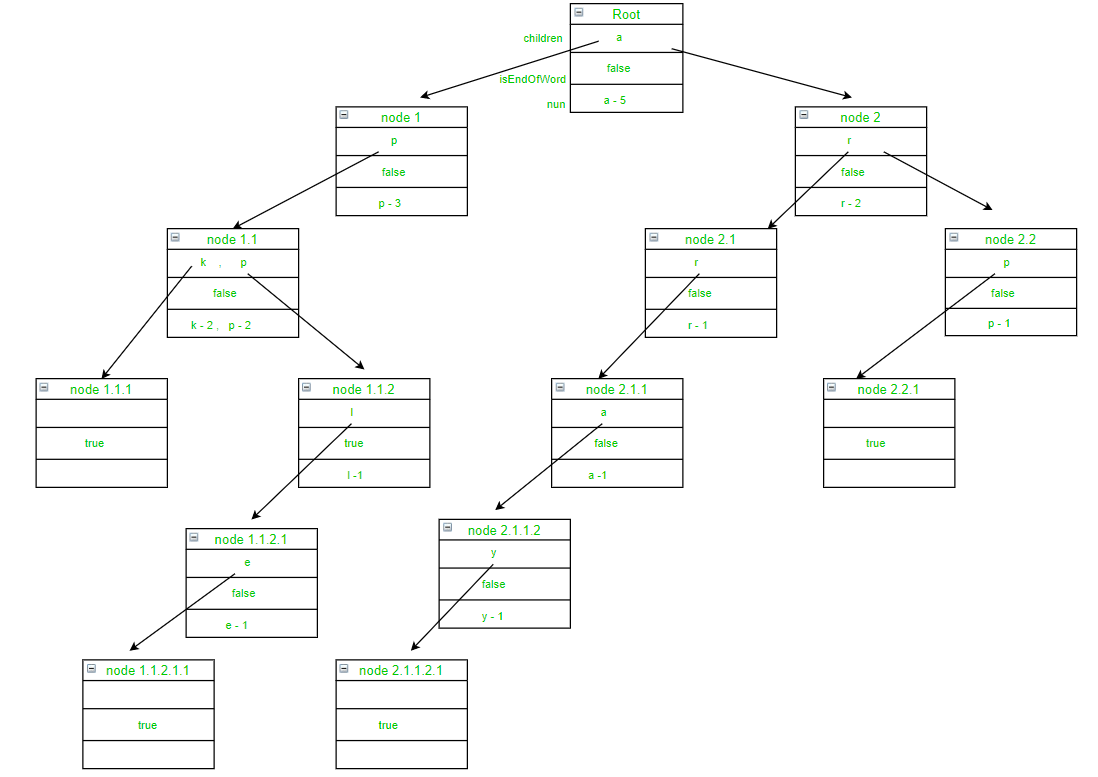 Root
children
a
isEndOfWord
false
nun
a - 5
node 1
p
false
p - 3
node 2
r
false
r - 2
node 1.1
k , p
false
k - 2 , p - 2
node 2.1
r
false
r - 1
node 2.2
p
false
p - 1
node 1.1.1
true
node 1.1.2
l
true
l -1
node 2.1.1
a
false
a -1
node 2.2.1
true
node 1.1.2.1
e
false
e - 1
node 2.1.1.2
y
false
y - 1
node 1.1.2.1.1
true
node 2.1.1.2.1
true